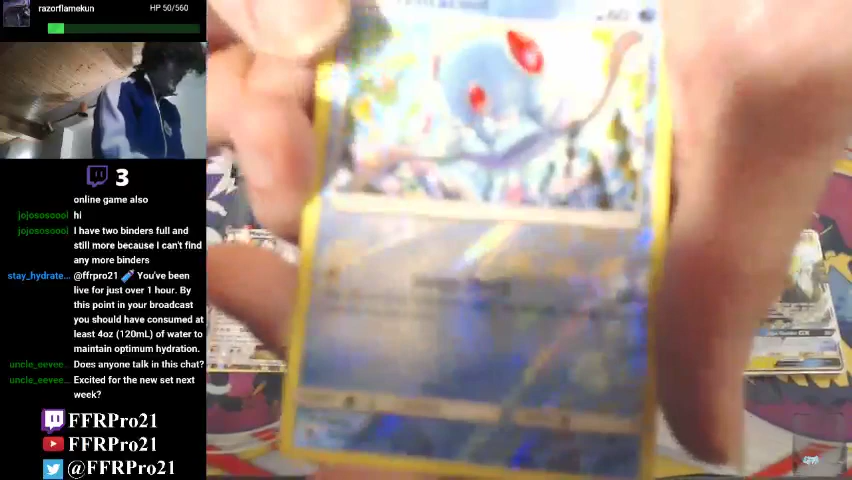 razorflamekun
HP 50/560
3
online game also
jojososoool hi
jojososoool I have two binders full and
still more because I can't find
any more binders
stay_hydrate... @ffrpro21 You've been
live for just over 1 hour. By
this point in your broadcast
you should have consumed at
least 4oz (120mL) of water to
maintain optimum hydration.
uncle_eevee... Does anyone talk in this chat?
uncle_eevee... Excited for the new set next
week?
FFRPro21
FFRPro21
@FFRPro21